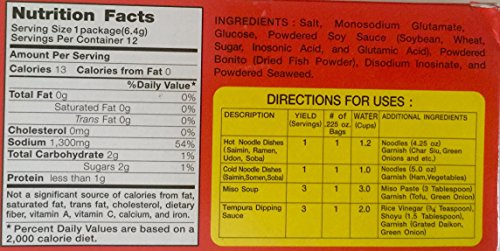 Nutrition Facts
Serving Size 1package(6.4g)
Servings Per Container 12
Amount Per Serving
Calories 13 Calories from Fat 0
%Daily Value*
Total Fat 0g 0%
Saturated Fat 0g 0%
Trans Fat 0g 0%
Cholesterol 0mg 0%
Sodium 1,300mg 54%
Total Carbohydrate 2g 1%
Sugars 2g 1%
Protein less than 1g
Not a significant source of calories from fat,
saturated fat, trans fat, cholesterol, dietary
fiber, vitamin A, vitamin C, calcium, and iron.
* Percent Daily Values are based on a
2,000 calorie diet.
INGREDIENTS: Salt, Monosodium Glutamate,
Glucose, Powdered Soy Sauce (Soybean, Wheat,
Sugar, Inosonic Acid, and Glutamic Acid), Powdered
Bonito (Dried Fish Powder), Disodium Inosinate, and
Powdered Seaweed.
DIRECTIONS FOR USES :
DESCRIPTION YIELD (Servings) # of .225 oz. Bags WATER (Cups) ADDITIONAL INGREDIENTS
Hot Noodle Dishes 1 1 1.2 Noodles (4.25 oz)
(Saimin, Ramen, Garnish (Char Siu, Green
Udon, Soba) Onions and etc.)
Cold Noodle Dishes 1 1 1.0 Noodles (5.0 oz)
(Saimin,Somen,Soba) Garnish (Ham,Vegetables)
Miso Soup 3 1 3.0 Miso Paste (3 Tablespoon)
Garnish (Tofu, Green Onion)
Tempura Dipping 3 1 2.0 Rice Vinegar (¾ Teaspoon)
Sauce Shoyu (1.5 Tablespoon)
Garnish (Grated Daikon,
Green Onion)